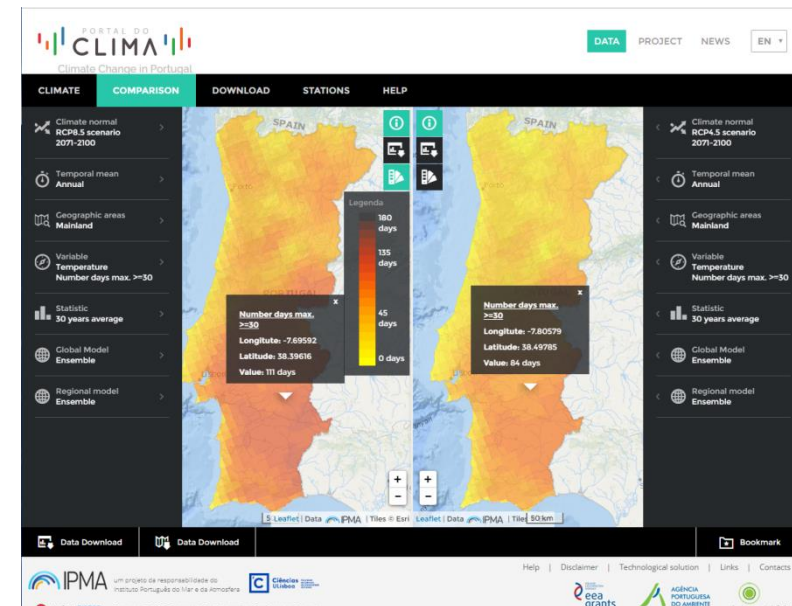 PORTAL DO
CLIMA
Climate Change in Portugal
DATA
PROJECT
NEWS
EN
CLIMATE
COMPARISON
DOWNLOAD
STATIONS
HELP
Climate normal
RCP8.5 scenario
2071-2100
Temporal mean
Annual
Geographic areas
Mainland
Variable
Temperature
Number days max. >=30
Statistic
30 years average
Global Model
Ensemble
Regional model
Ensemble
SPAIN
Legenda
180
days
135
days
45
days
0 days
PORTUGAL
x
Number days max.
>=30
Longitute: -7.69592
Latitude: 38.39616
Value: 111 days
+
-
S Leaflet | Data IPMA | Tiles © Esri
SPAIN
x
Number days max.
>=30
Longitute: -7.80579
Latitude: 38.49785
Value: 84 days
+
-
Leaflet | Data IPMA | Tiles 50 km
Climate normal
RCP4.5 scenario
2071-2100
Temporal mean
Annual
Geographic areas
Mainland
Variable
Temperature
Number days max. >=30
Statistic
30 years average
Global Model
Ensemble
Regional model
Ensemble
Data Download
Data Download
Bookmark
Help | Disclaimer | Technological solution | Links | Contacts
IPMA
um projeto da responsabilidade do
Instituto Português do Mar e da Atmosfera
C
Ciências
ULisboa
eea
grants
AGÊNCIA
PORTUGUESA
DO AMBIENTE